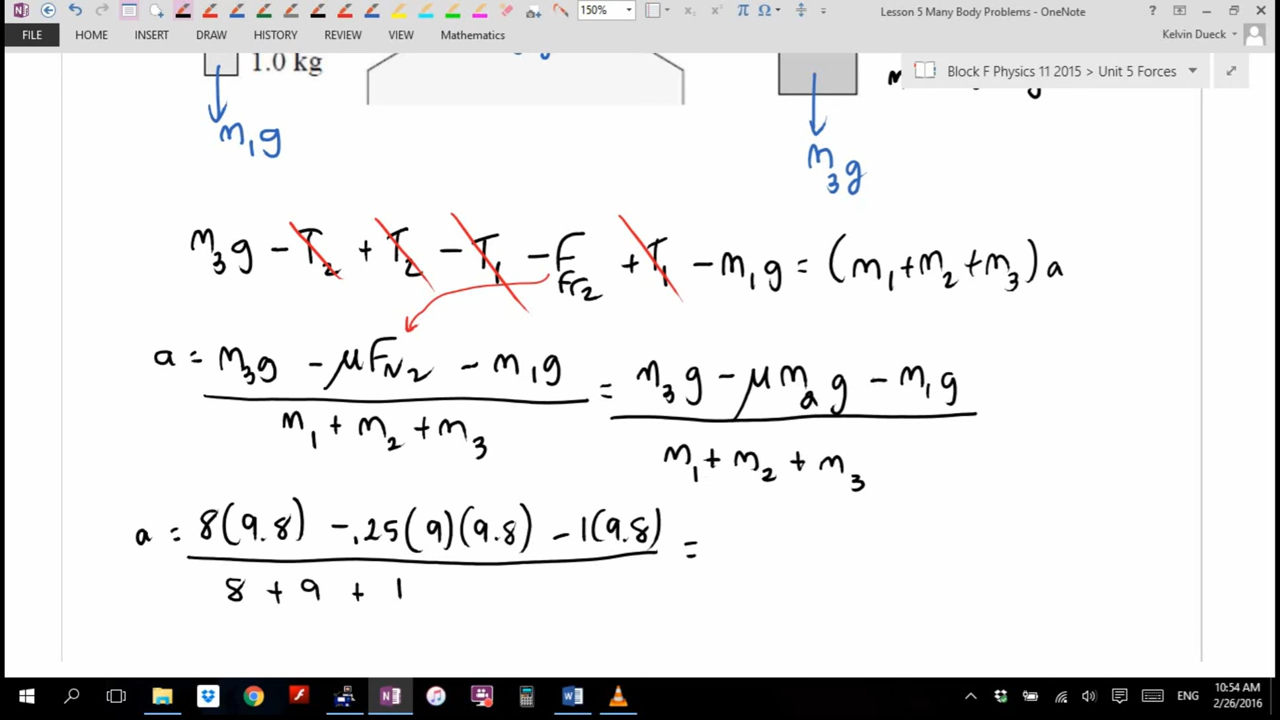 150%
Lesson 5 Many Body Problems - OneNote
FILE HOME INSERT DRAW HISTORY REVIEW VIEW Mathematics
Kelvin Dueck
Block F Physics 11 2015 > Unit 5 Forces
1.0 kg
m₁g
m₃g
m₃g - T₂ + T₂ - T₁ - F_Fr₂ + T₁ - m₁g = (m₁+m₂+m₃)a
a = m₃g - μF_N₂ - m₁g = m₃g - μm₂g - m₁g
m₁ + m₂ + m₃ m₁ + m₂ + m₃
a = 8(9.8) - .25(9)(9.8) - 1(9.8) =
8 + 9 + 1
ENG
10:54 AM
2/26/2016